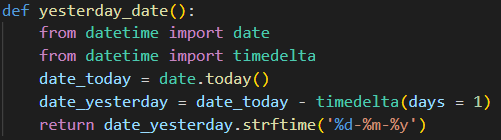 def yesterday_date():
    from datetime import date
    from datetime import timedelta
    date_today = date.today()
    date_yesterday = date_today - timedelta(days = 1)
    return date_yesterday.strftime('%d-%m-%y')